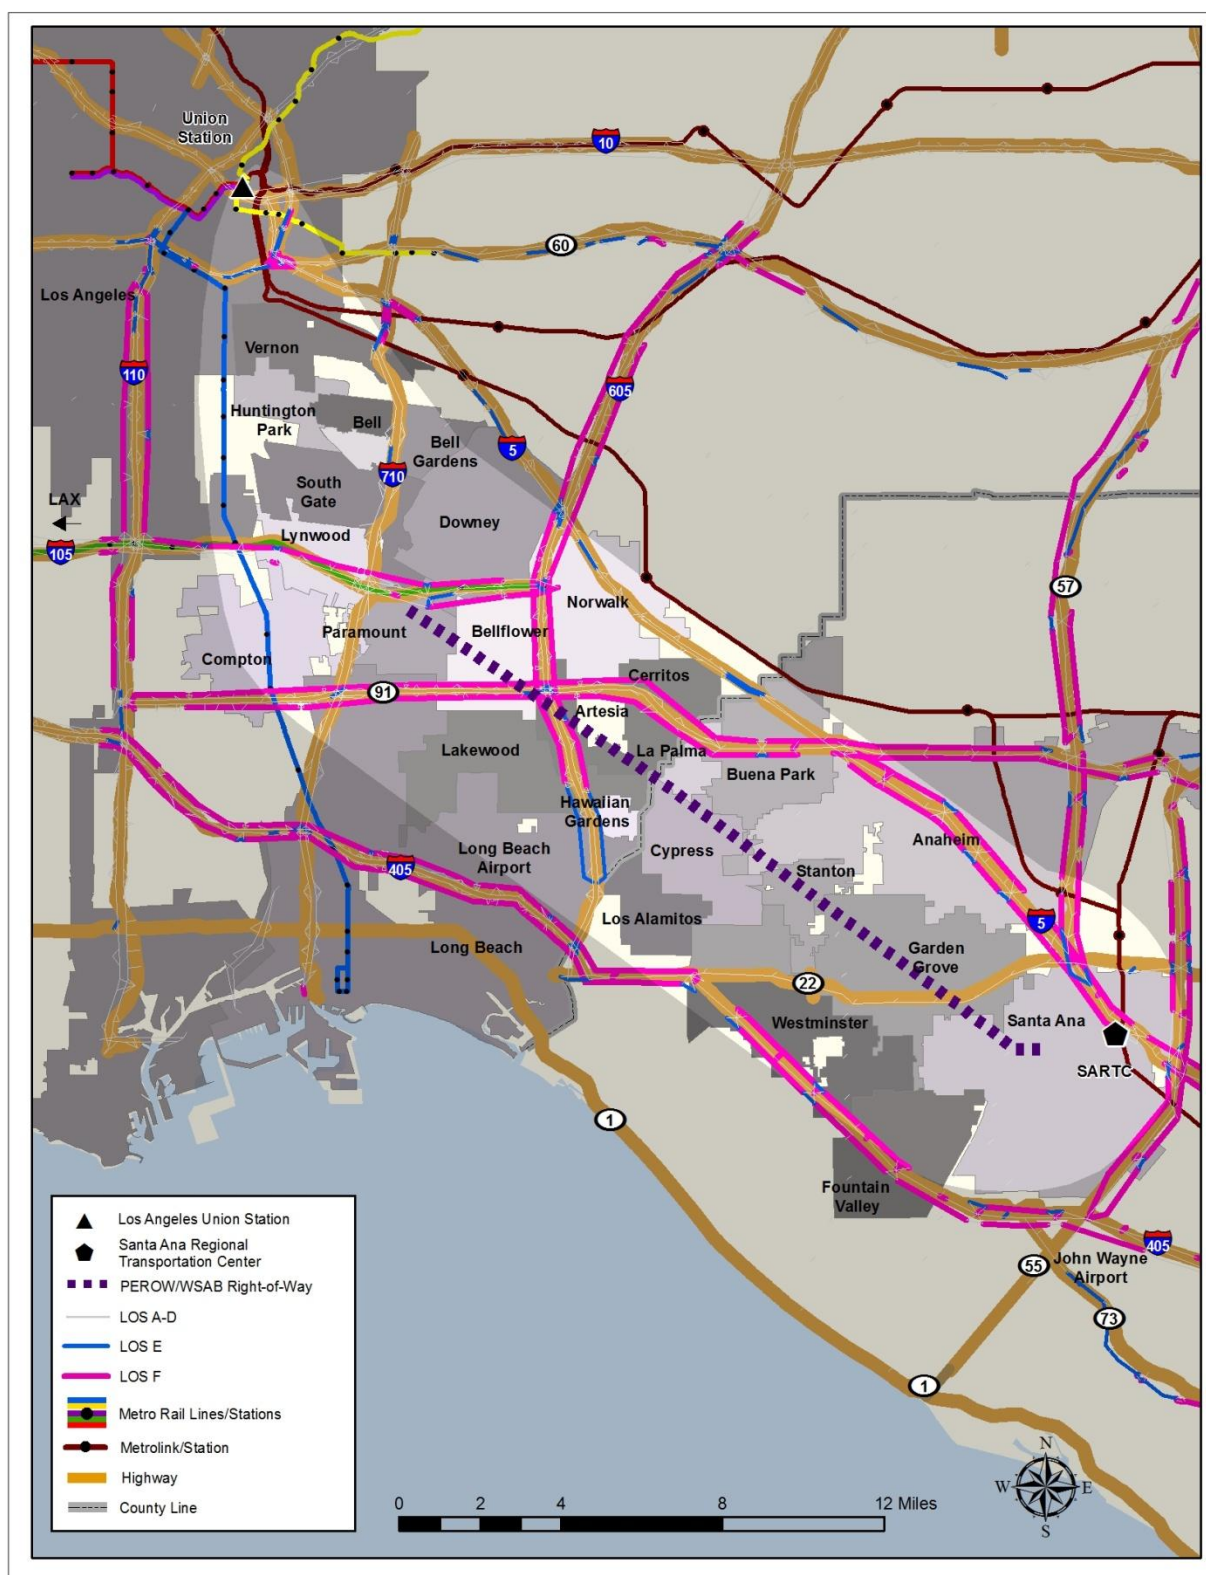 Union
Station
10
60
Los Angeles
Vernon
110
605
Huntington
Park
Bell
Bell
Gardens
5
710
South
Gate
LAX
Downey
Lynwood
105
57
Norwalk
Paramount
Bellflower
Compton
Cerritos
91
Artesia
Lakewood
La Palma
Buena Park
Hawaiian
Gardens
Anaheim
Long Beach
Airport
Cypress
405
Stanton
5
Los Alamitos
Long Beach
Garden
Grove
22
Westminster
Santa Ana
SARTC
1
Fountain
Valley
405
55
John Wayne
Airport
73
1
Los Angeles Union Station
Santa Ana Regional
Transportation Center
PEROW/WSAB Right-of-Way
LOS A-D
LOS E
LOS F
Metro Rail Lines/Stations
Metrolink/Station
Highway
County Line
0 2 4 8 12 Miles
N
W E
S